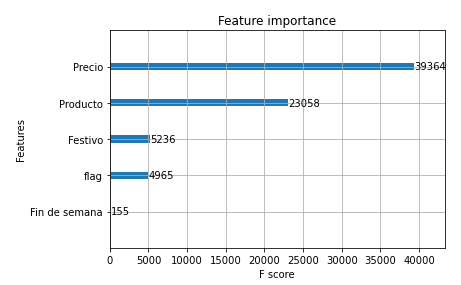 Feature importance
Precio
39364
Producto
23058
Festivo
5236
flag
4965
Fin de semana
155
Features
0 5000 10000 15000 20000 25000 30000 35000 40000
F score